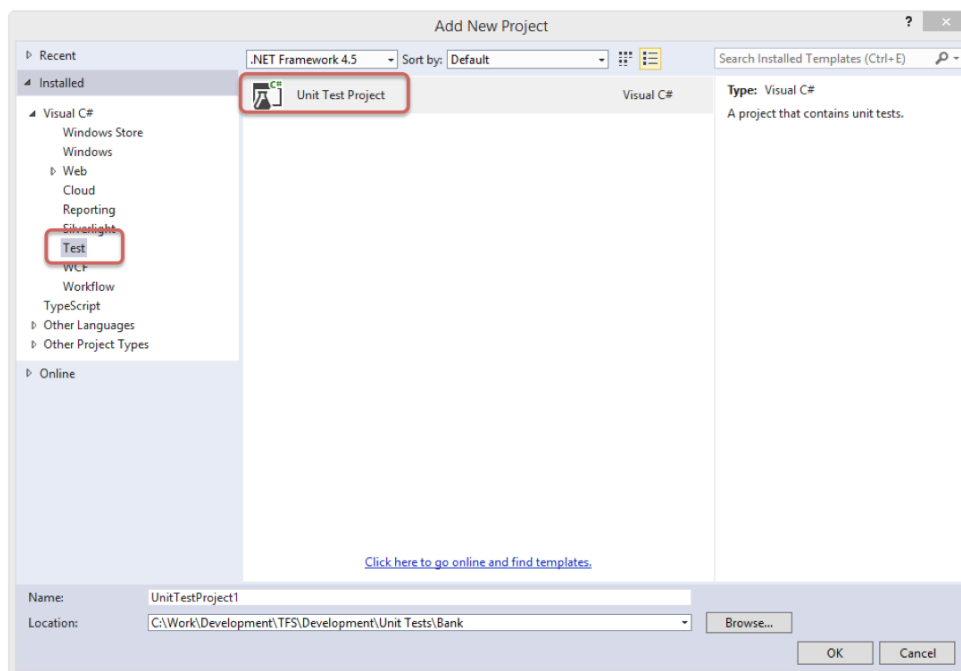 Add New Project
?
Recent
Installed
Visual C#
Windows Store
Windows
Web
Cloud
Reporting
Silverlight
Test
WCF
Workflow
TypeScript
Other Languages
Other Project Types
Online
.NET Framework 4.5 Sort by: Default
C#
Unit Test Project Visual C#
Click here to go online and find templates.
Search Installed Templates (Ctrl+E)
Type: Visual C#
A project that contains unit tests.
Name: UnitTestProject1
Location: C:\Work\Development\TFS\Development\Unit Tests\Bank Browse...
OK Cancel